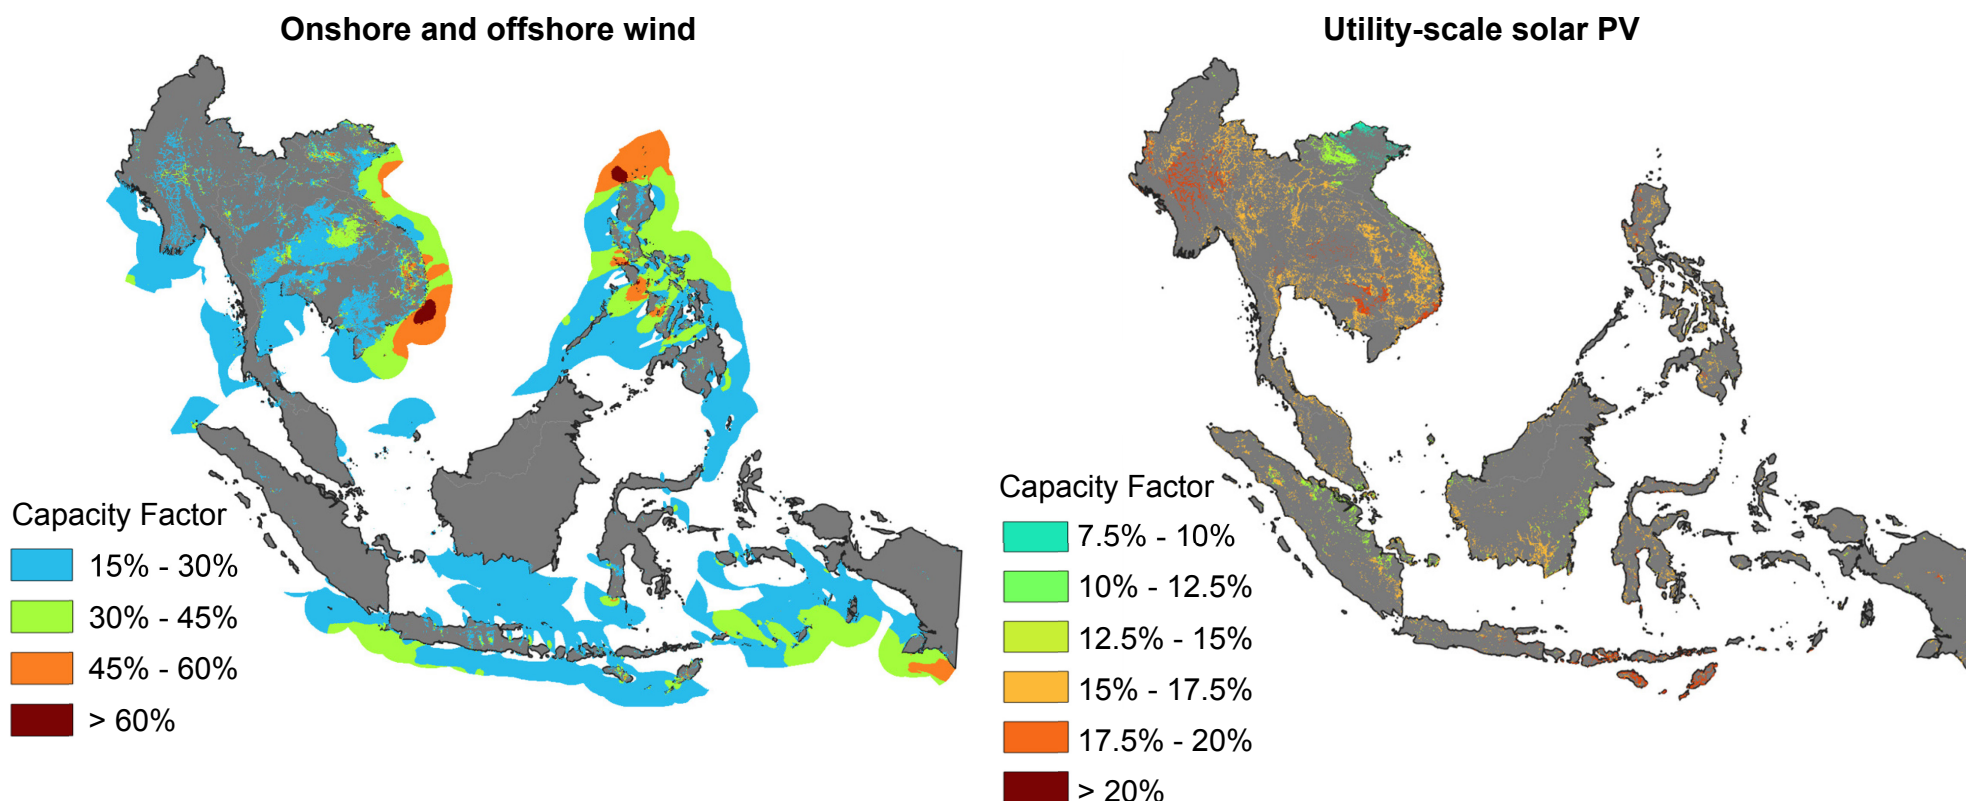 Onshore and offshore wind
Capacity Factor
15% - 30%
30% - 45%
45% - 60%
> 60%
Utility-scale solar PV
Capacity Factor
7.5% - 10%
10% - 12.5%
12.5% - 15%
15% - 17.5%
17.5% - 20%
> 20%